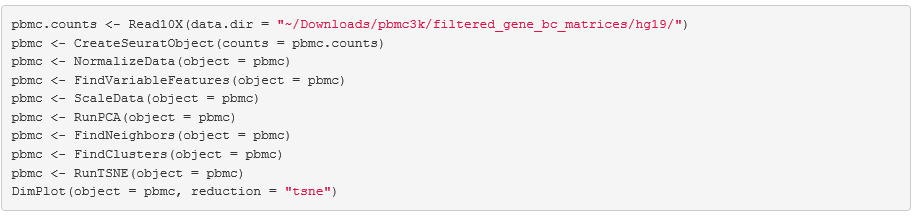 pbmc.counts <- Read10X(data.dir = "~/Downloads/pbmc3k/filtered_gene_bc_matrices/hg19/")
pbmc <- CreateSeuratObject(counts = pbmc.counts)
pbmc <- NormalizeData(object = pbmc)
pbmc <- FindVariableFeatures(object = pbmc)
pbmc <- ScaleData(object = pbmc)
pbmc <- RunPCA(object = pbmc)
pbmc <- FindNeighbors(object = pbmc)
pbmc <- FindClusters(object = pbmc)
pbmc <- RunTSNE(object = pbmc)
DimPlot(object = pbmc, reduction = "tsne")